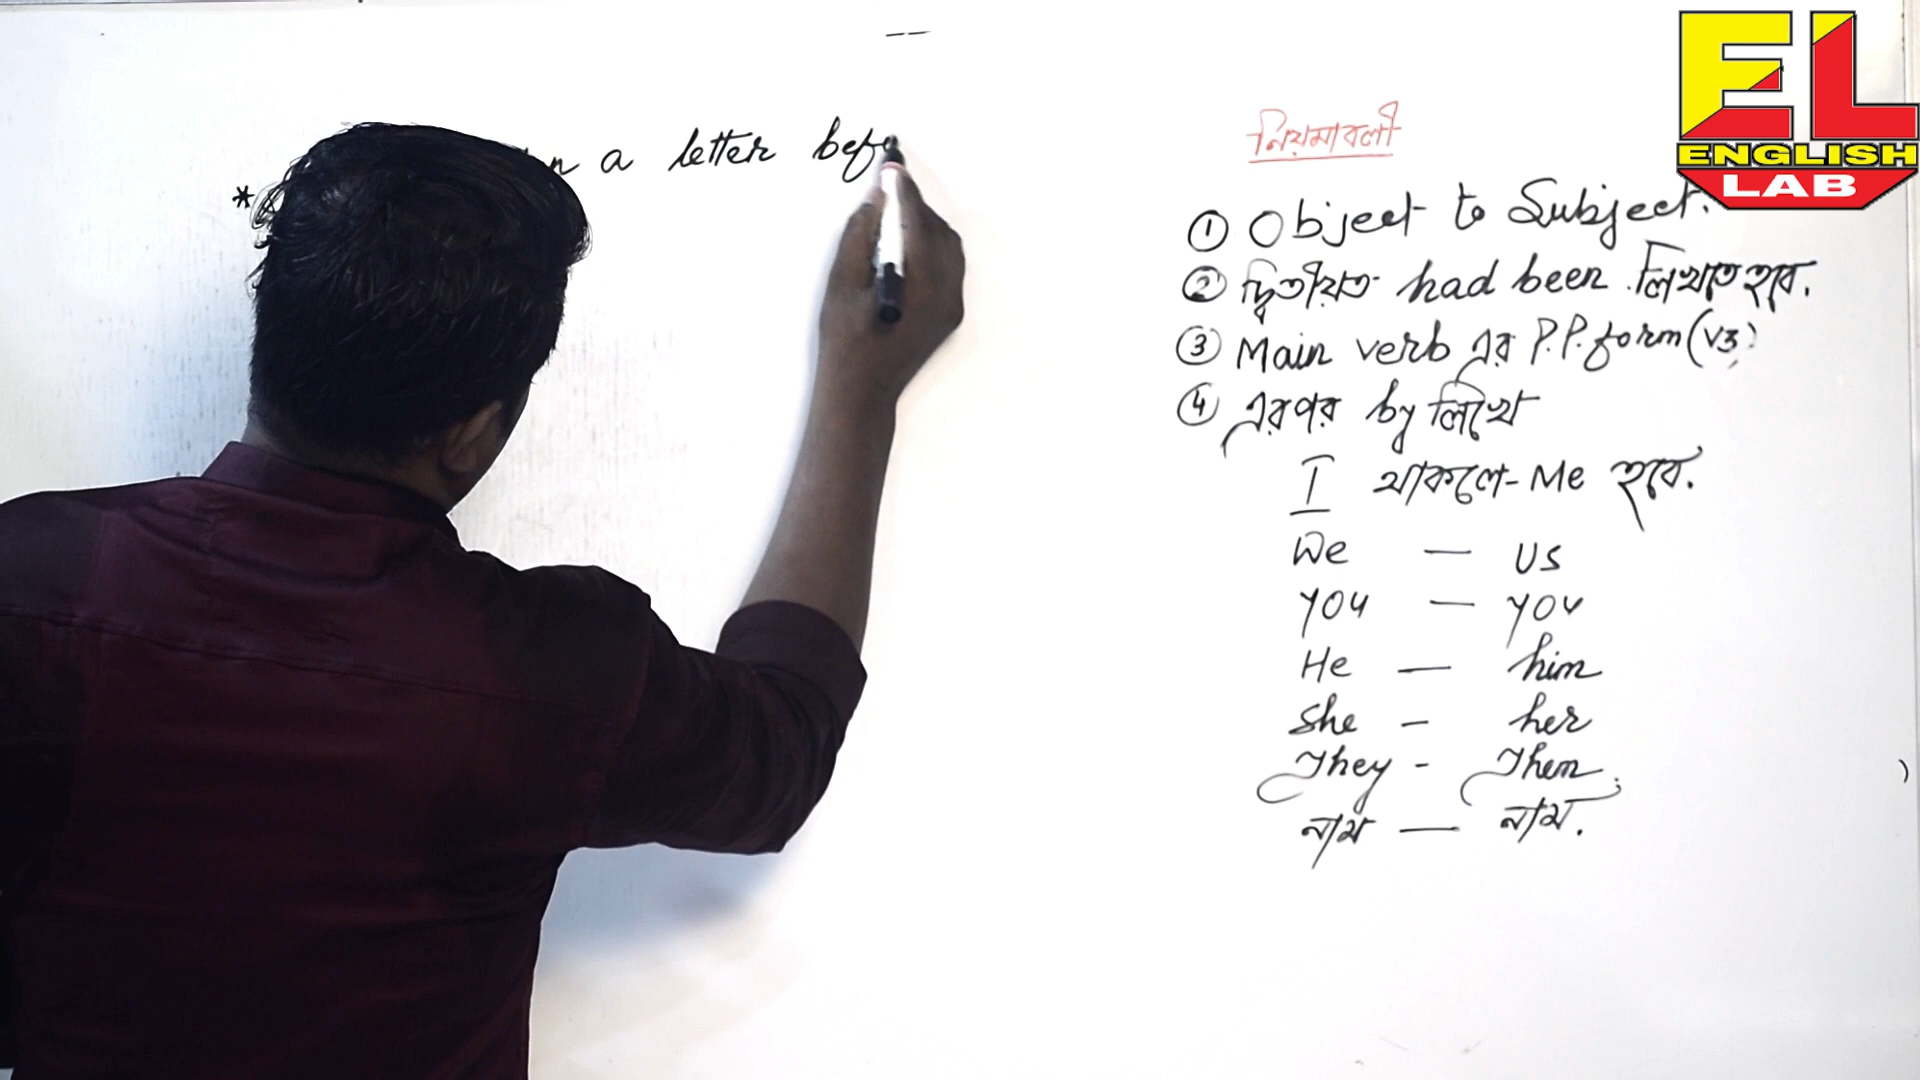 * n a letter befo
নিয়মাবলী
① Object to Subject.
② দ্বিতীয়ত had been লিখতে হবে.
③ Main verb এর P.P. form (v3)
④ এরপর by লিখে
I থাকলে - Me হবে.
We — us
you — you
He — him
She — her
They - Them
নাম — নাম.
EL
ENGLISH
LAB